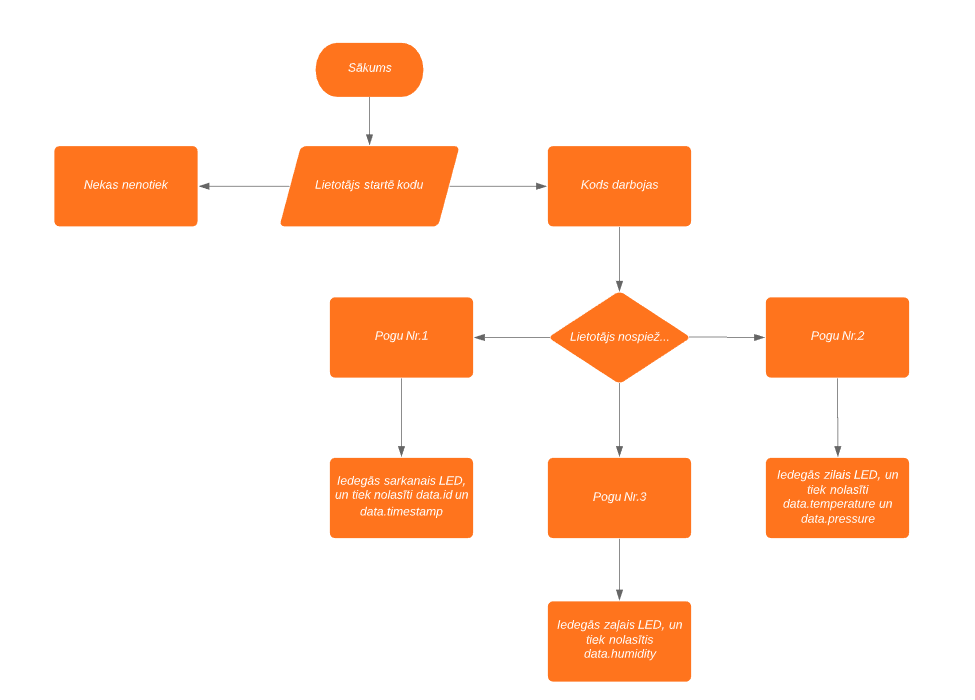 Sākums
Nekas nenotiek
Lietotājs startē kodu
Kods darbojas
Pogu Nr.1
Lietotājs nospiež...
Pogu Nr.2
Iedegās sarkanais LED,
un tiek nolasīti data.id un
data.timestamp
Pogu Nr.3
Iedegās zilais LED, un
tiek nolasīti
data.temperature un
data.pressure
Iedegās zaļais LED, un
tiek nolasītis
data.humidity